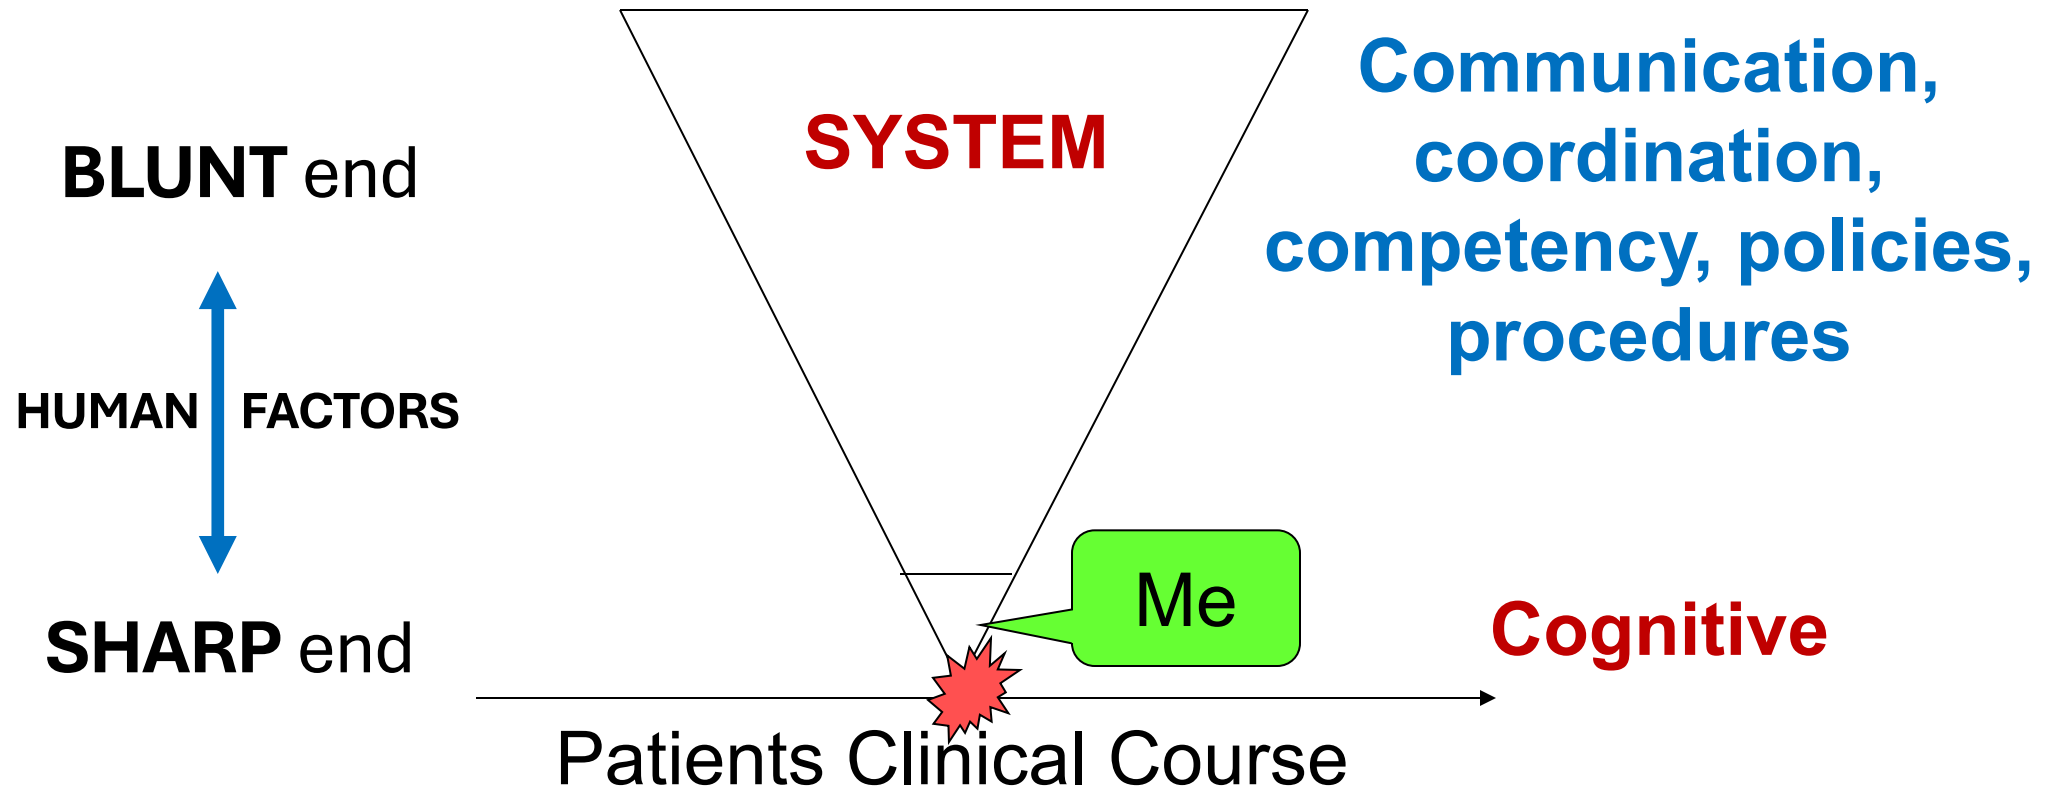 BLUNT end
HUMAN FACTORS
SHARP end
SYSTEM
Me
Patients Clinical Course
Communication,
coordination,
competency, policies,
procedures
Cognitive